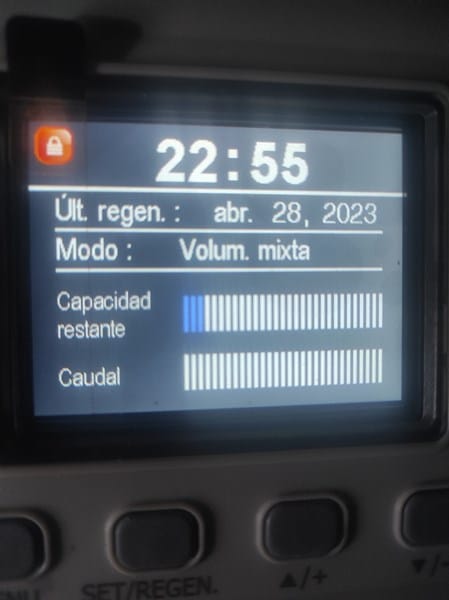 22:55
Últ. regen. : abr. 28, 2023
Modo : Volum. mixta
Capacidad
restante
Caudal
SET/REGEN. ▲/+ ▼/-